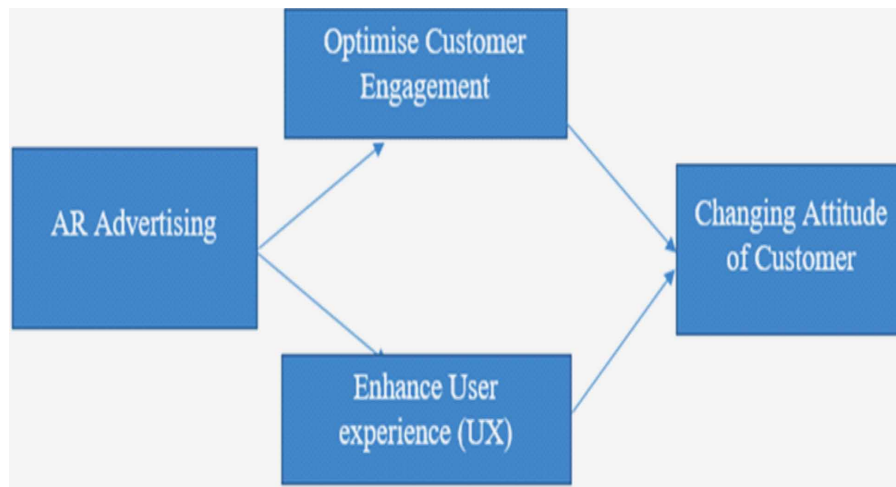 Optimise Customer
Engagement
AR Advertising
Changing Attitude
of Customer
Enhance User
experience (UX)